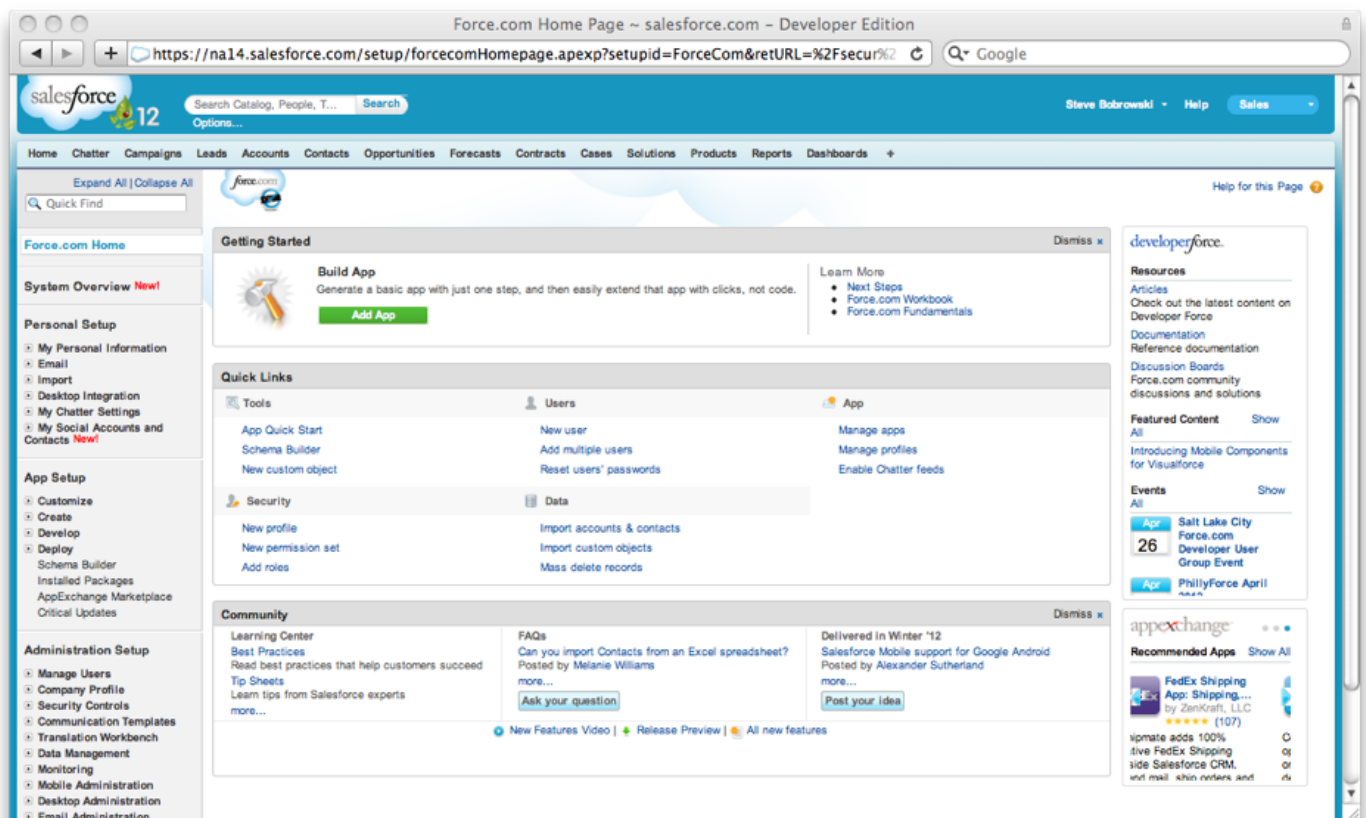 Force.com Home Page ~ salesforce.com – Developer Edition
https://na14.salesforce.com/setup/forcecomHomepage.apexp?setupid=ForceCom&retURL=%2Fsecur%2
Google
salesforce
12
Search Catalog, People, T...
Search
Options...
Steve Bobrowski
Help
Sales
Home Chatter Campaigns Leads Accounts Contacts Opportunities Forecasts Contracts Cases Solutions Products Reports Dashboards +
Expand All | Collapse All
Quick Find
Force.com Home
System Overview New!
Personal Setup
My Personal Information
Email
Import
Desktop Integration
My Chatter Settings
My Social Accounts and
Contacts New!
App Setup
Customize
Create
Develop
Deploy
Schema Builder
Installed Packages
AppExchange Marketplace
Critical Updates
Administration Setup
Manage Users
Company Profile
Security Controls
Communication Templates
Translation Workbench
Data Management
Monitoring
Mobile Administration
Desktop Administration
Email Administration
force.com
Help for this Page
Getting Started
Dismiss x
Build App
Generate a basic app with just one step, and then easily extend that app with clicks, not code.
Add App
Learn More
Next Steps
Force.com Workbook
Force.com Fundamentals
Quick Links
Tools
App Quick Start
Schema Builder
New custom object
Users
New user
Add multiple users
Reset users' passwords
App
Manage apps
Manage profiles
Enable Chatter feeds
Security
New profile
New permission set
Add roles
Data
Import accounts & contacts
Import custom objects
Mass delete records
Community
Dismiss x
Learning Center
Best Practices
Read best practices that help customers succeed
Tip Sheets
Learn tips from Salesforce experts
more...
FAQs
Can you import Contacts from an Excel spreadsheet?
Posted by Melanie Williams
more...
Ask your question
Delivered in Winter '12
Salesforce Mobile support for Google Android
Posted by Alexander Sutherland
more...
Post your idea
New Features Video | Release Preview | All new features
developerforce.
Resources
Articles
Check out the latest content on
Developer Force
Documentation
Reference documentation
Discussion Boards
Force.com community
discussions and solutions
Featured Content Show
All
Introducing Mobile Components
for Visualforce
Events Show
All
Apr
26
Salt Lake City
Force.com
Developer User
Group Event
Apr
PhillyForce April
appexchange
Recommended Apps Show All
FedEx Shipping
App: Shipping,...
by ZenKraft, LLC
(107)
ipmate adds 100%
tive FedEx Shipping
side Salesforce CRM.
nd mail, ship orders and